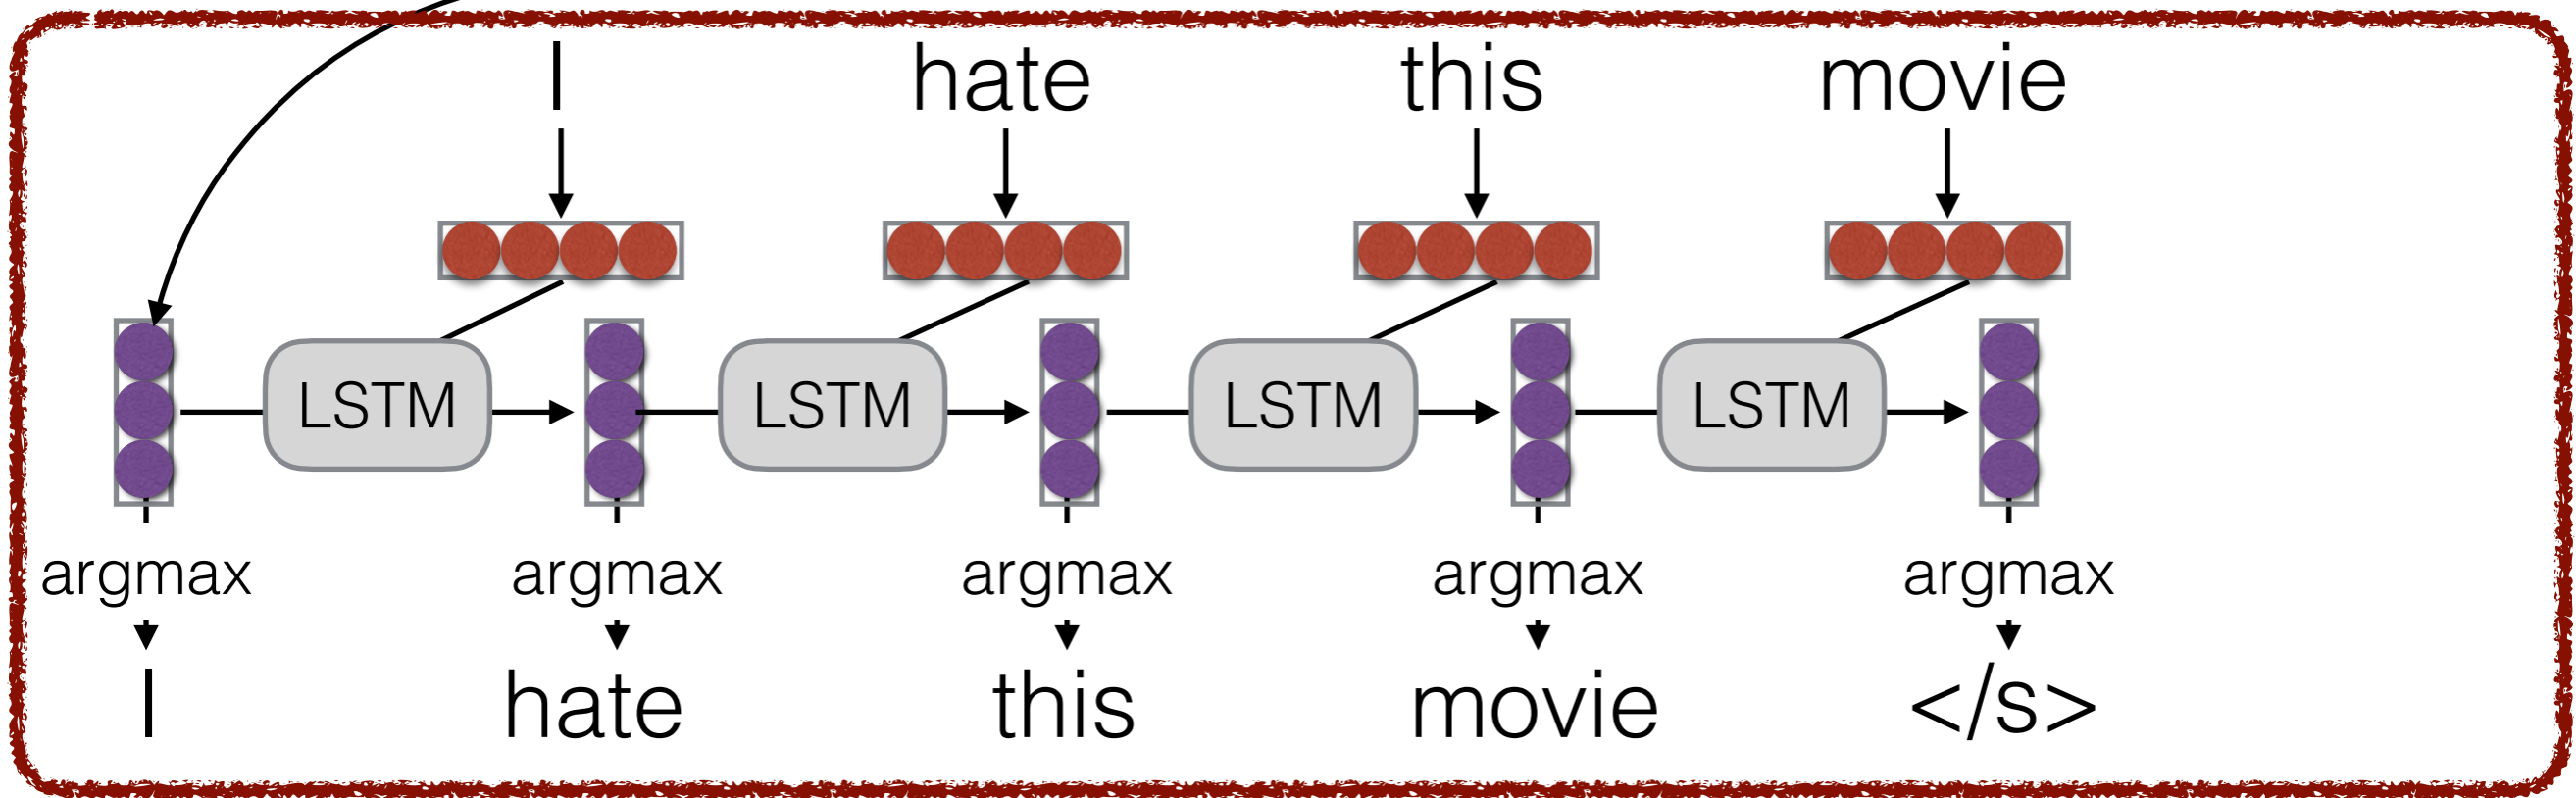 I hate this movie
LSTM LSTM LSTM LSTM
argmax argmax argmax argmax argmax
I hate this movie </s>